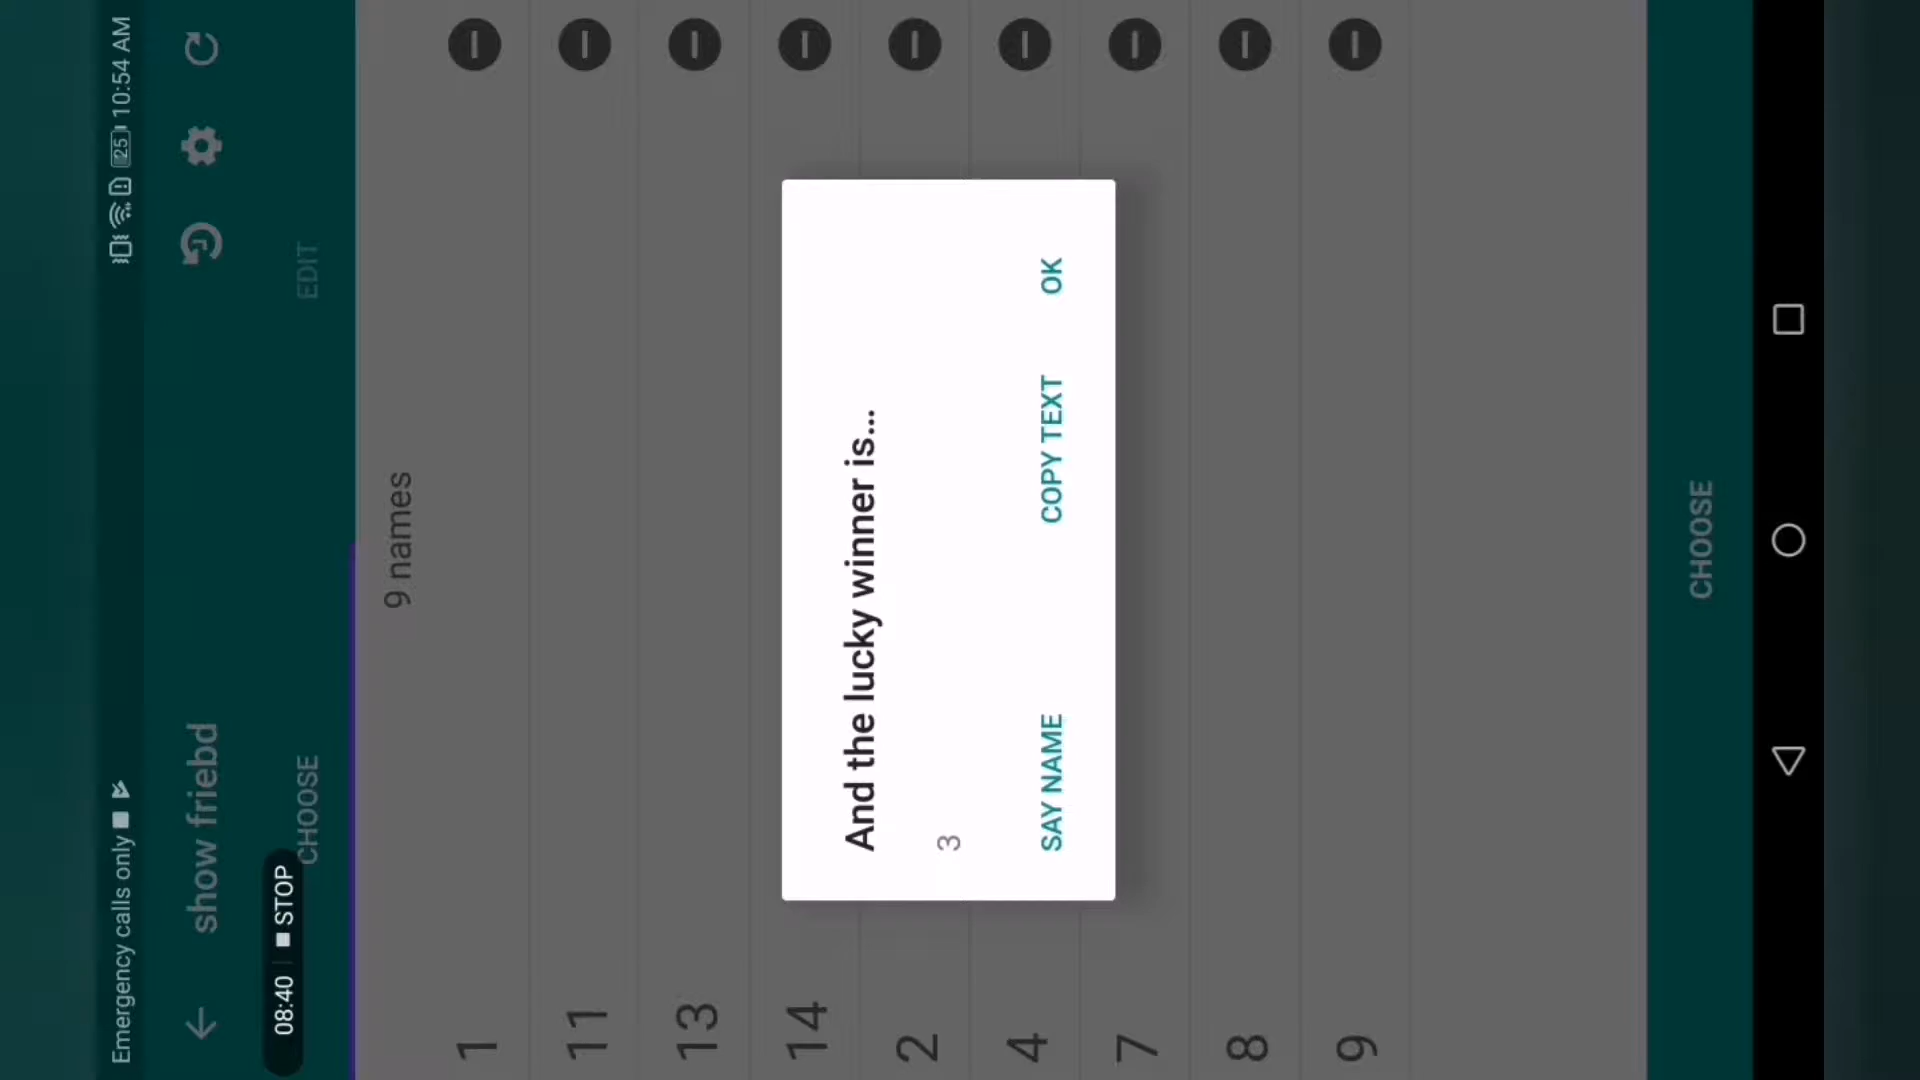 Emergency calls only
25 10:54 AM
show friebd
08:40 STOP
CHOOSE
EDIT
9 names
1
11
13
14
2
4
7
8
9
And the lucky winner is...
3
SAY NAME
COPY TEXT
OK
CHOOSE